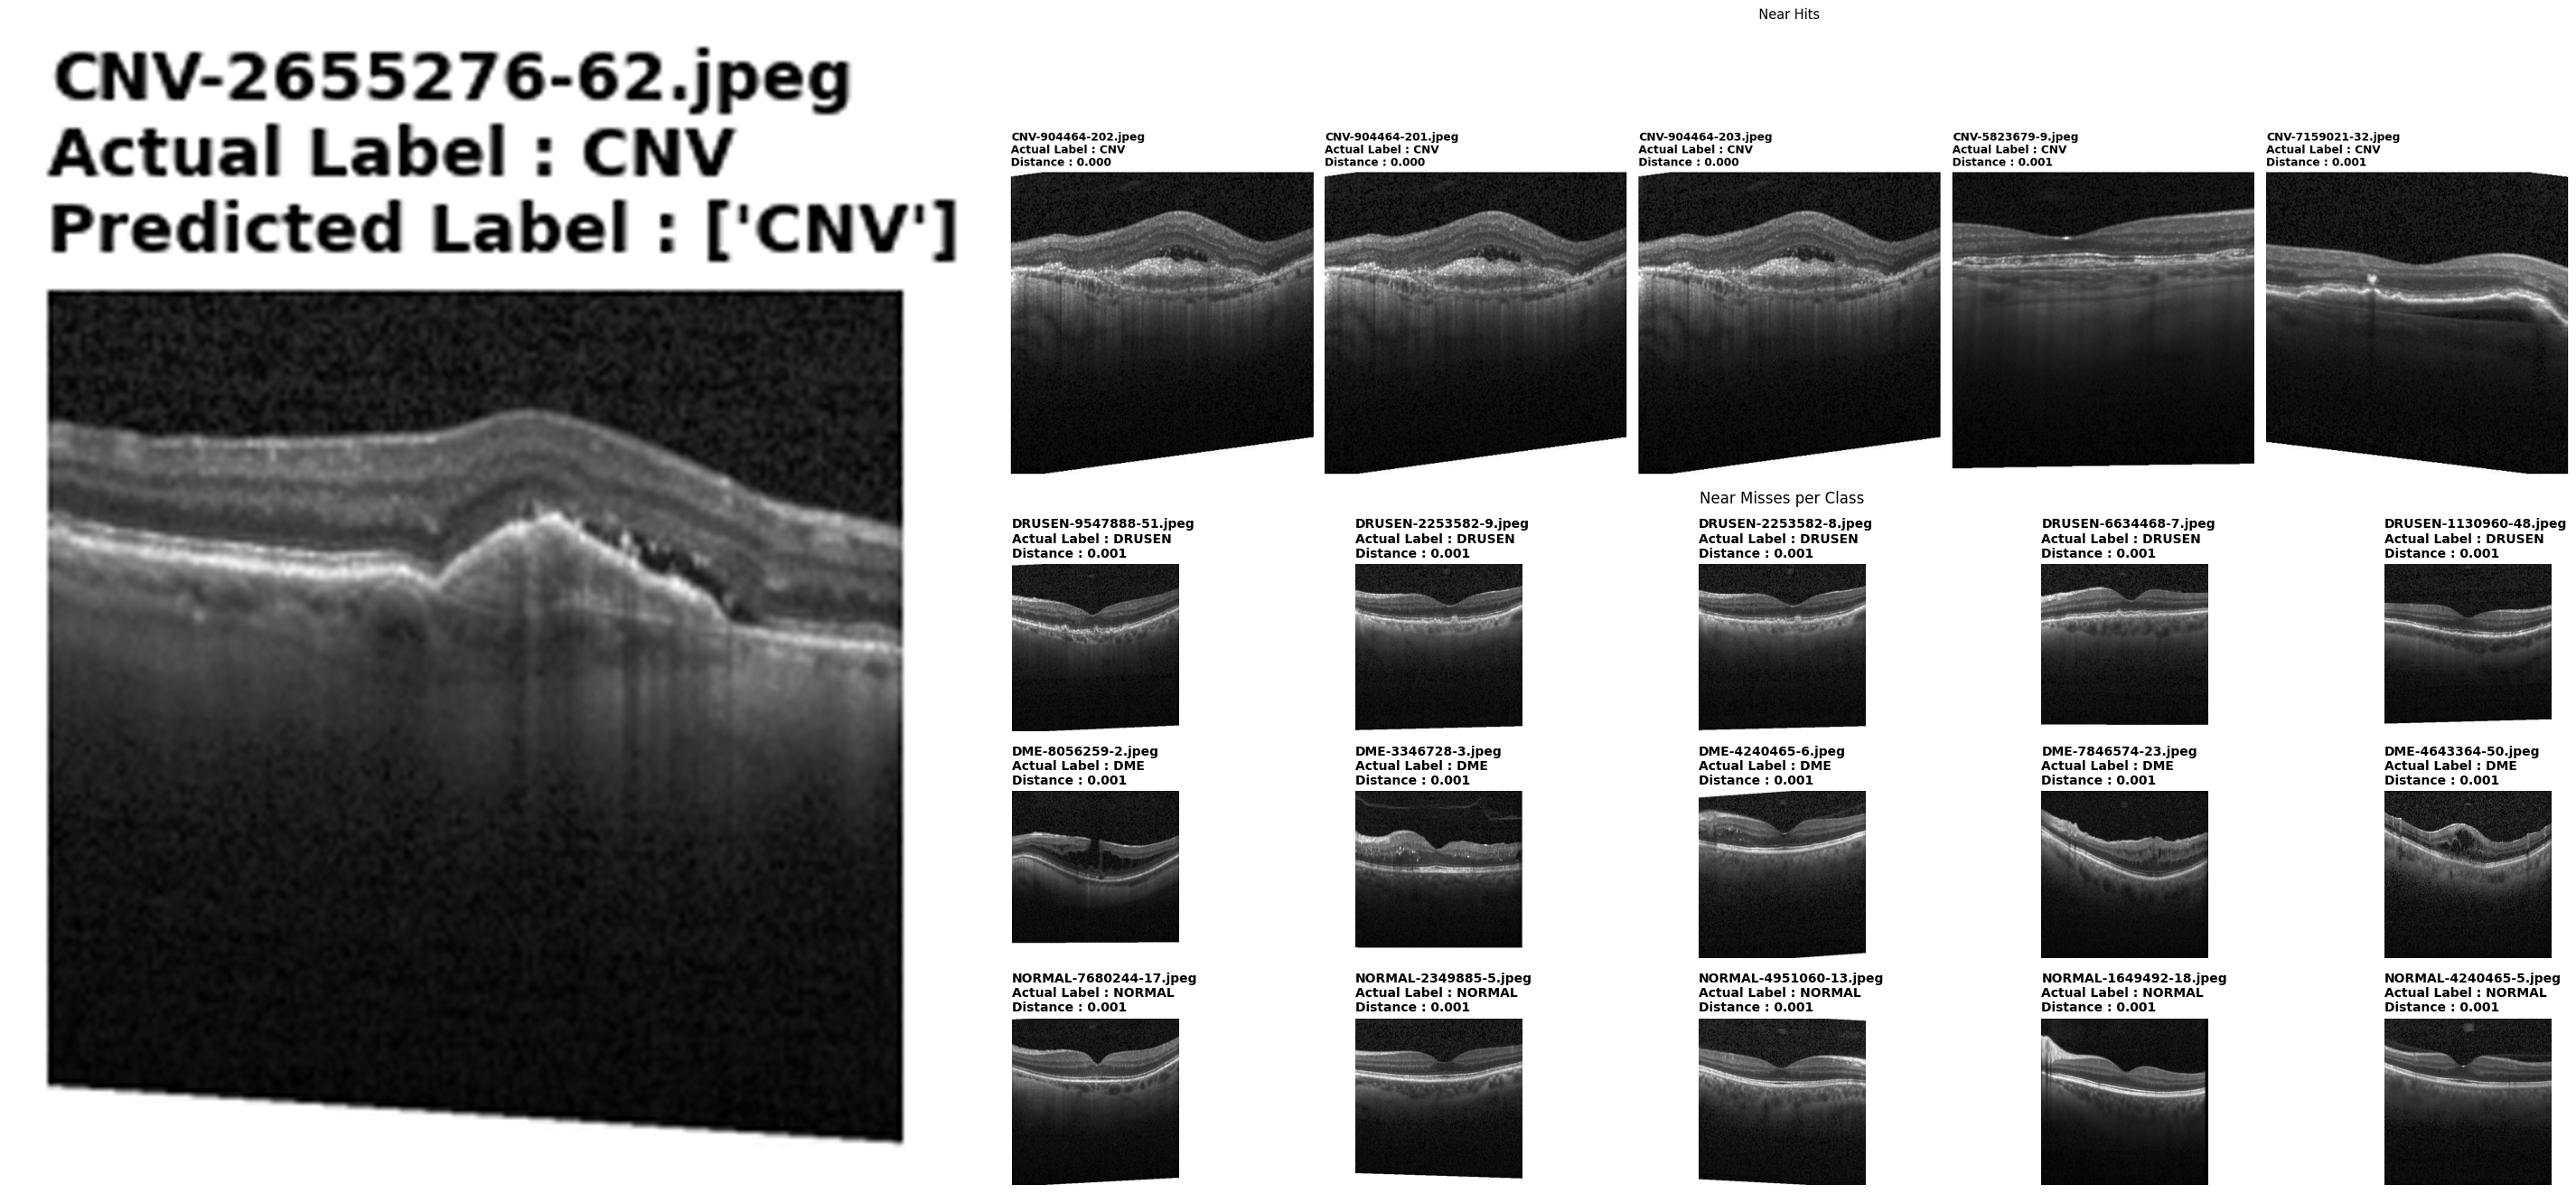 CNV-2655276-62.jpeg
Actual Label : CNV
Predicted Label : ['CNV']
Near Hits
CNV-904464-202.jpeg
Actual Label : CNV
Distance : 0.000
CNV-904464-201.jpeg
Actual Label : CNV
Distance : 0.000
CNV-904464-203.jpeg
Actual Label : CNV
Distance : 0.000
CNV-5823679-9.jpeg
Actual Label : CNV
Distance : 0.001
CNV-7159021-32.jpeg
Actual Label : CNV
Distance : 0.001
Near Misses per Class
DRUSEN-9547888-51.jpeg
Actual Label : DRUSEN
Distance : 0.001
DRUSEN-2253582-9.jpeg
Actual Label : DRUSEN
Distance : 0.001
DRUSEN-2253582-8.jpeg
Actual Label : DRUSEN
Distance : 0.001
DRUSEN-6634468-7.jpeg
Actual Label : DRUSEN
Distance : 0.001
DRUSEN-1130960-48.jpeg
Actual Label : DRUSEN
Distance : 0.001
DME-8056259-2.jpeg
Actual Label : DME
Distance : 0.001
DME-3346728-3.jpeg
Actual Label : DME
Distance : 0.001
DME-4240465-6.jpeg
Actual Label : DME
Distance : 0.001
DME-7846574-23.jpeg
Actual Label : DME
Distance : 0.001
DME-4643364-50.jpeg
Actual Label : DME
Distance : 0.001
NORMAL-7680244-17.jpeg
Actual Label : NORMAL
Distance : 0.001
NORMAL-2349885-5.jpeg
Actual Label : NORMAL
Distance : 0.001
NORMAL-4951060-13.jpeg
Actual Label : NORMAL
Distance : 0.001
NORMAL-1649492-18.jpeg
Actual Label : NORMAL
Distance : 0.001
NORMAL-4240465-5.jpeg
Actual Label : NORMAL
Distance : 0.001